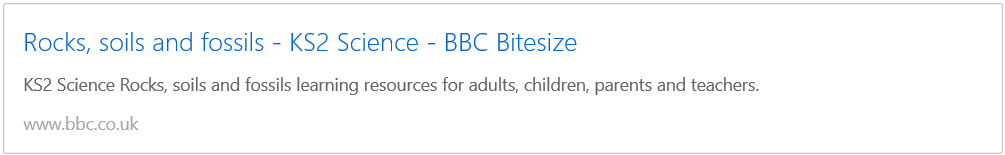 Rocks, soils and fossils - KS2 Science - BBC Bitesize
KS2 Science Rocks, soils and fossils learning resources for adults, children, parents and teachers.
www.bbc.co.uk